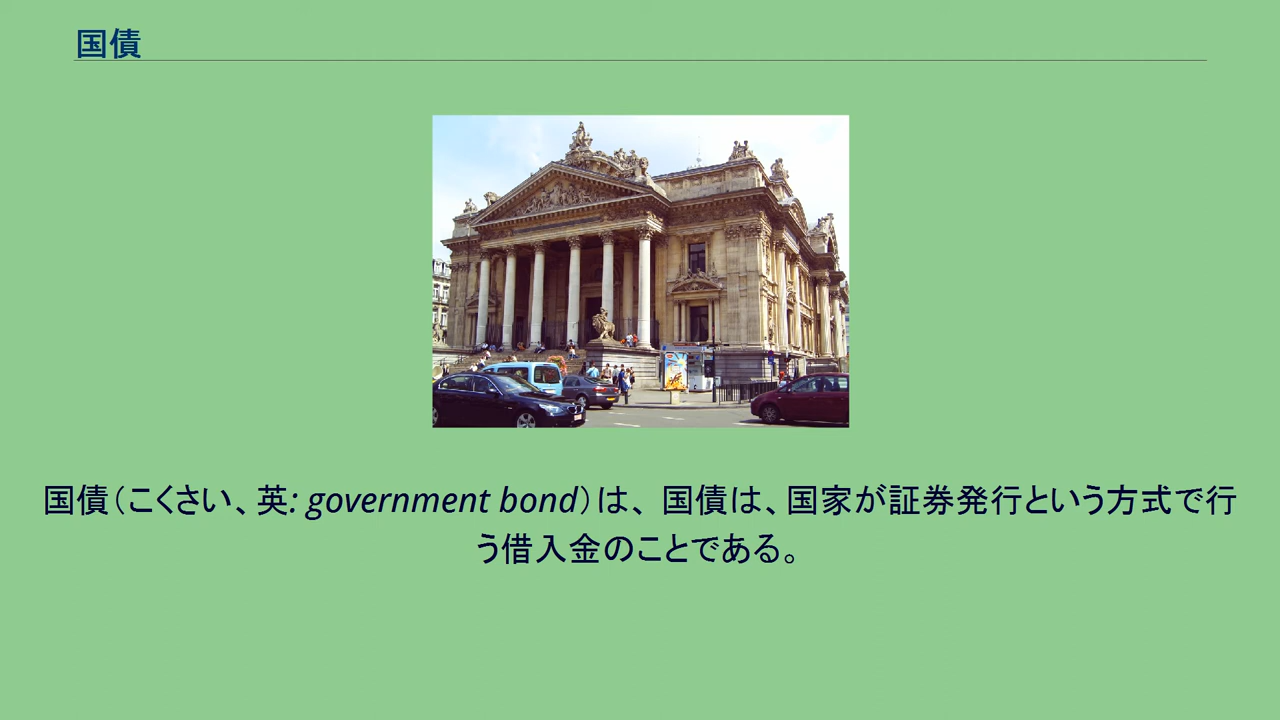 国債
国債（こくさい、英: government bond）は、 国債は、国家が証券発行という方式で行
う借入金のことである。